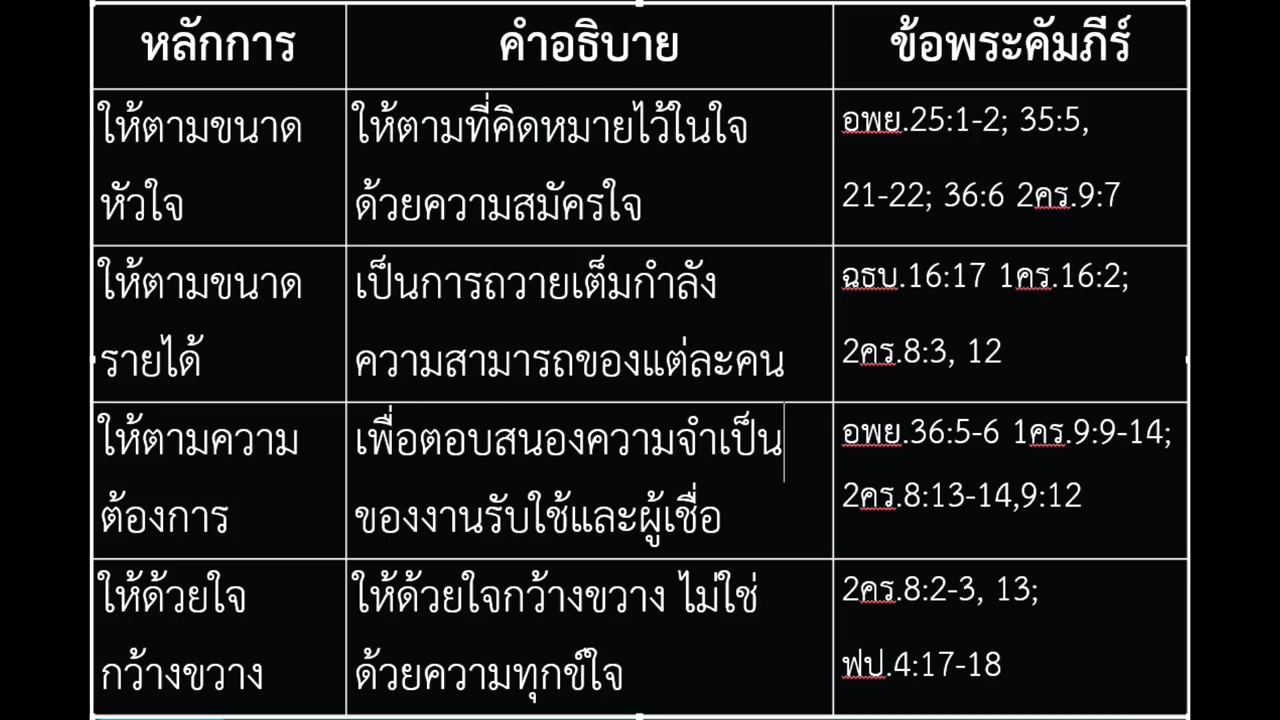 หลักการ คำอธิบาย ข้อพระคัมภีร์
ให้ตามขนาด ให้ตามที่คิดหมายไว้ในใจ อพย.25:1-2; 35:5,
หัวใจ ด้วยความสมัครใจ 21-22; 36:6 2คร.9:7
ให้ตามขนาด เป็นการถวายเต็มกำลัง ฉธบ.16:17 1คร.16:2;
รายได้ ความสามารถของแต่ละคน 2คร.8:3, 12
ให้ตามความ เพื่อตอบสนองความจำเป็น อพย.36:5-6 1คร.9:9-14;
ต้องการ ของงานรับใช้และผู้เชื่อ 2คร.8:13-14,9:12
ให้ด้วยใจ ให้ด้วยใจกว้างขวาง ไม่ใช่ 2คร.8:2-3, 13;
กว้างขวาง ด้วยความทุกข์ใจ ฟป.4:17-18